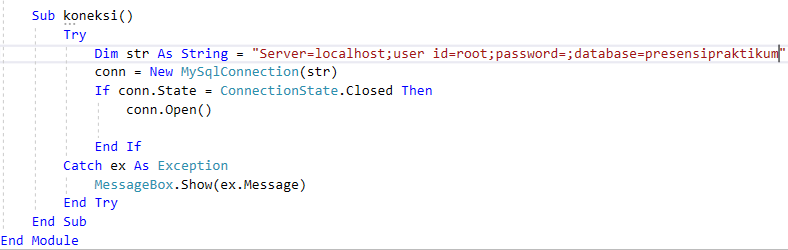 Sub koneksi()
Try
Dim str As String = "Server=localhost;user id=root;password=;database=presensipraktikum"
conn = New MySqlConnection(str)
If conn.State = ConnectionState.Closed Then
conn.Open()
End If
Catch ex As Exception
MessageBox.Show(ex.Message)
End Try
End Sub
End Module